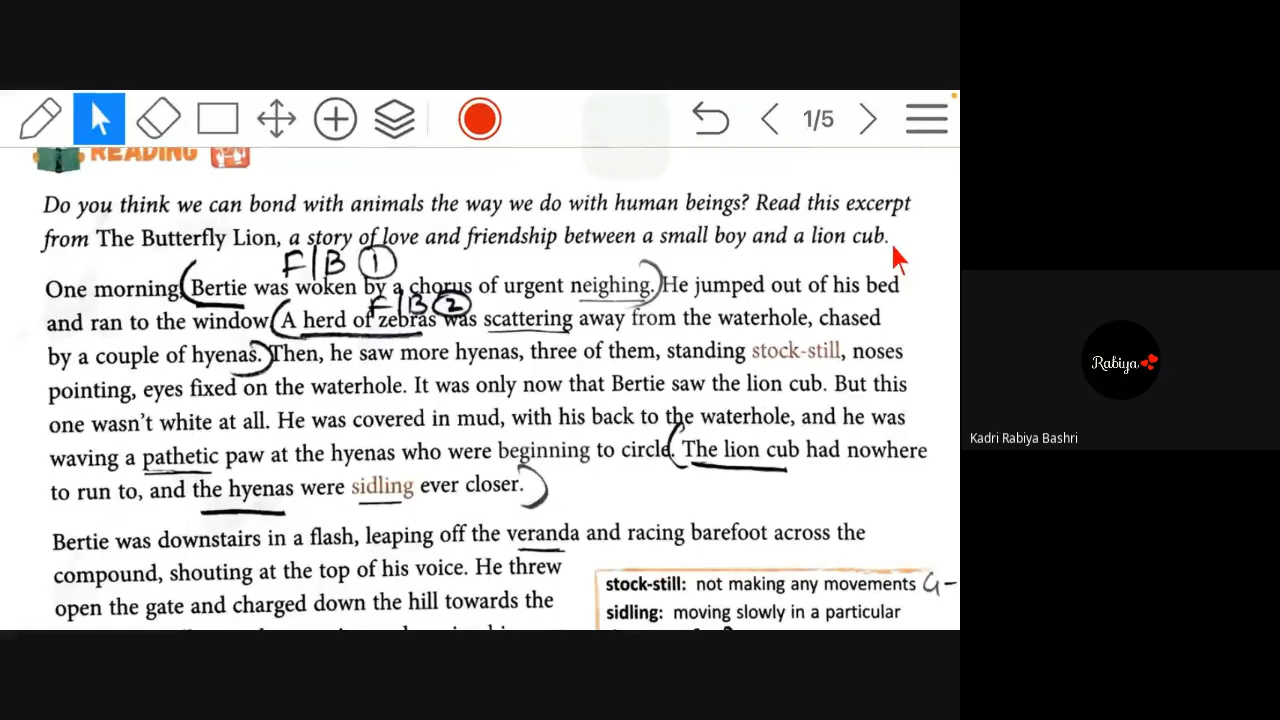 1/5
READING
Do you think we can bond with animals the way we do with human beings? Read this excerpt
from The Butterfly Lion, a story of love and friendship between a small boy and a lion cub.
F/B ①
One morning, (Bertie was woken by a chorus of urgent neighing.) He jumped out of his bed
F/B ②
and ran to the window. (A herd of zebras was scattering away from the waterhole, chased
by a couple of hyenas.) Then, he saw more hyenas, three of them, standing stock-still, noses
pointing, eyes fixed on the waterhole. It was only now that Bertie saw the lion cub. But this
one wasn't white at all. He was covered in mud, with his back to the waterhole, and he was
waving a pathetic paw at the hyenas who were beginning to circle. (The lion cub had nowhere
to run to, and the hyenas were sidling ever closer.)
Bertie was downstairs in a flash, leaping off the veranda and racing barefoot across the
compound, shouting at the top of his voice. He threw
open the gate and charged down the hill towards the
stock-still: not making any movements G-
sidling: moving slowly in a particular
Rabiya
Kadri Rabiya Bashri